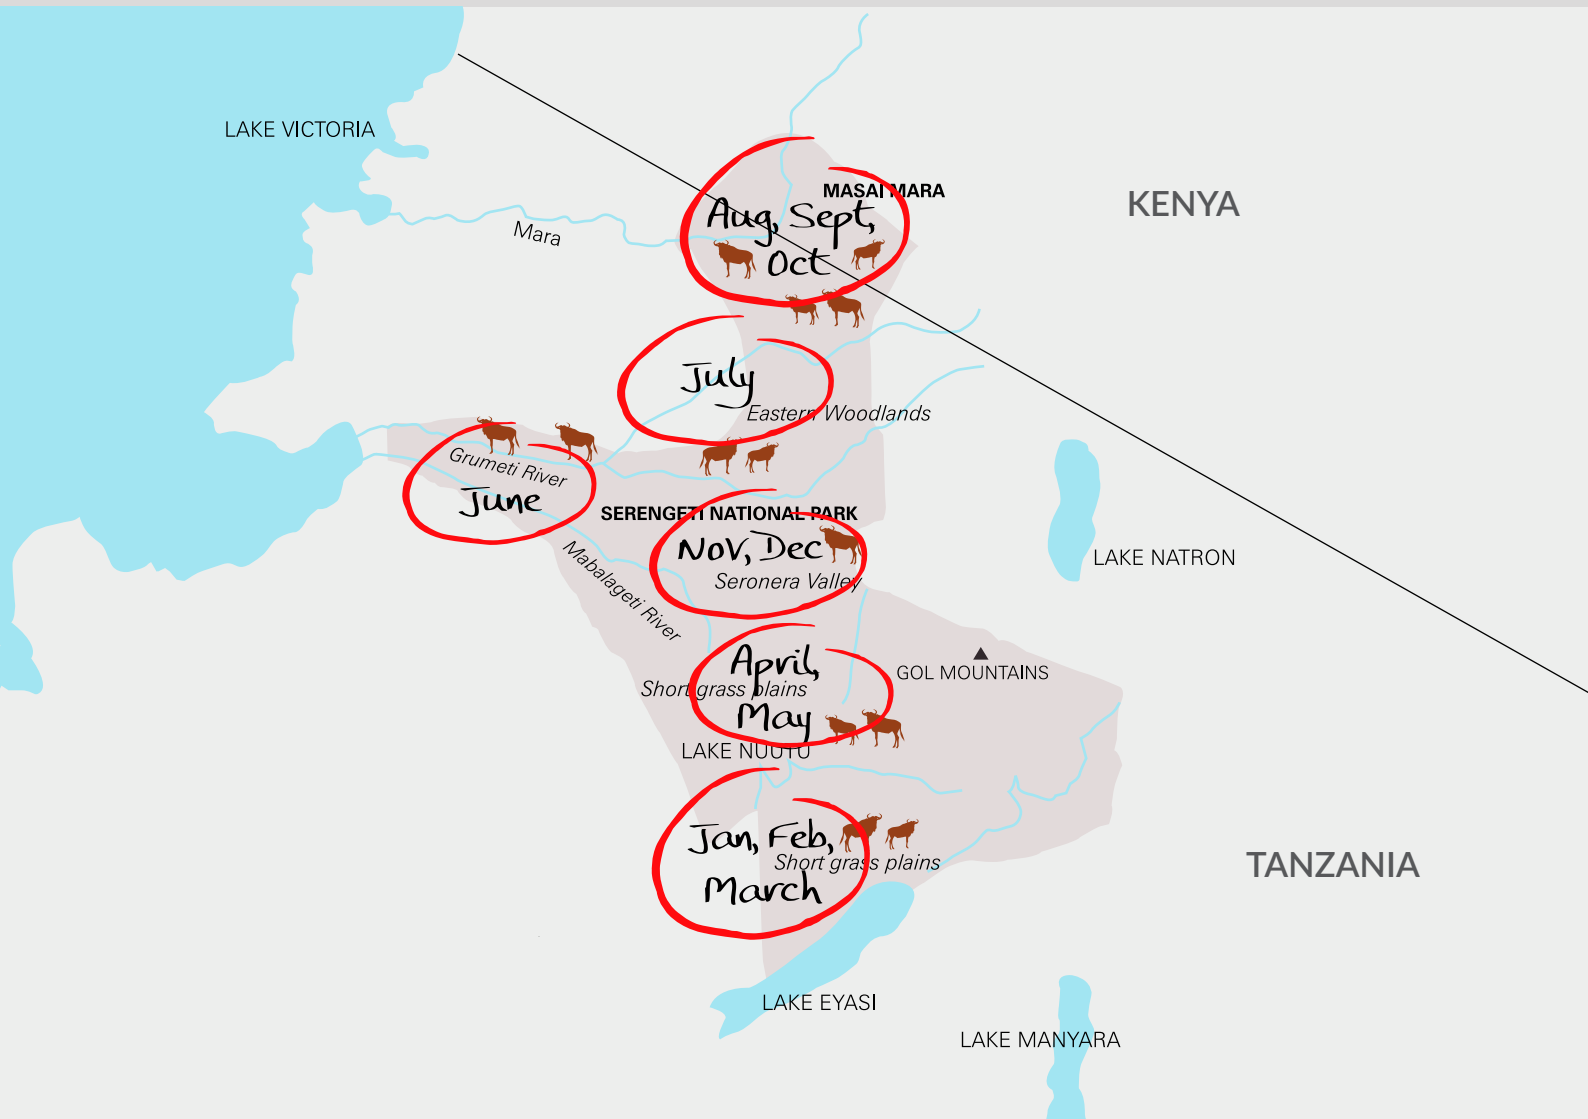 LAKE VICTORIA
MASAI MARA
KENYA
Mara
Aug, Sept,
Oct
July
Eastern Woodlands
Grumeti River
June
SERENGETI NATIONAL PARK
Nov, Dec
Seronera Valley
LAKE NATRON
Mabalageti River
April,
Short grass plains
May
GOL MOUNTAINS
LAKE NUUTU
Jan, Feb,
Short grass plains
March
TANZANIA
LAKE EYASI
LAKE MANYARA